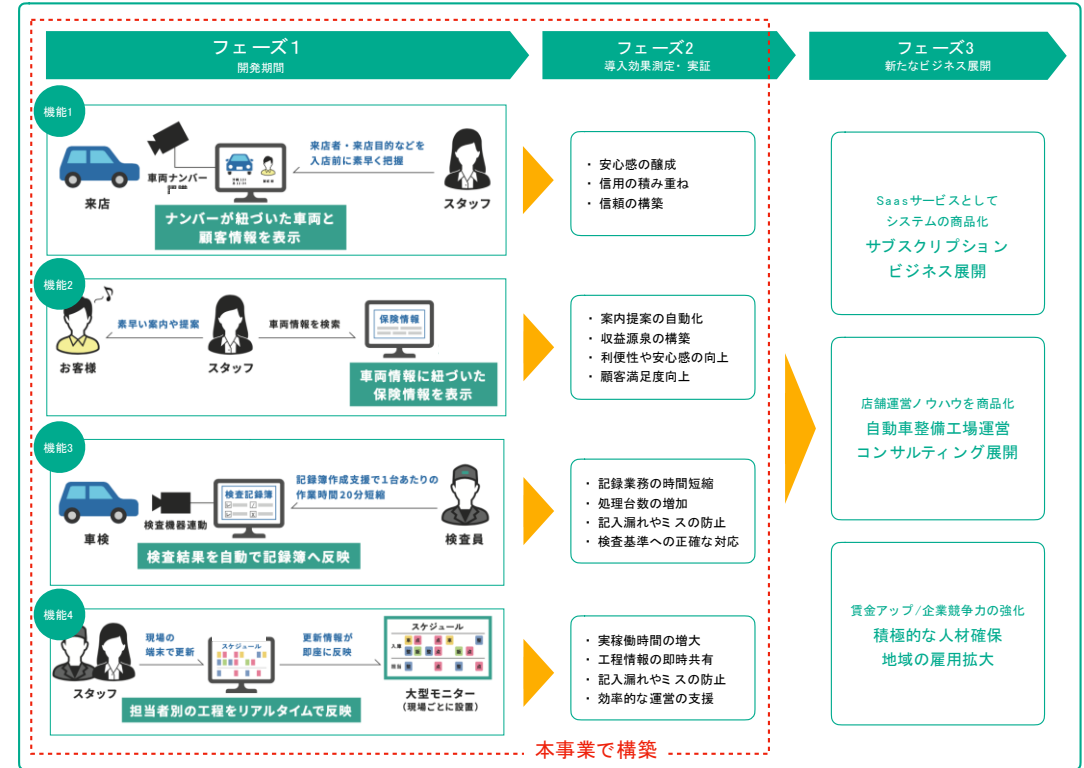 フェーズ1
開発期間
フェーズ2
導入効果測定・実証
フェーズ3
新たなビジネス展開
機能1
来店
車両ナンバー
来店者・来店目的などを
入店前に素早く把握
スタッフ
ナンバーが紐づいた車両と
顧客情報を表示
・ 安心感の醸成
・ 信用の積み重ね
・ 信頼の構築
機能2
お客様
素早い案内や提案
スタッフ
車両情報を検索
保険情報
車両情報に紐づいた
保険情報を表示
・ 案内提案の自動化
・ 収益源泉の構築
・ 利便性や安心感の向上
・ 顧客満足度向上
機能3
車検
検査機器連動
検査記録簿
記録簿作成支援で1台あたりの
作業時間20分短縮
検査員
検査結果を自動で記録簿へ反映
・ 記録業務の時間短縮
・ 処理台数の増加
・ 記入漏れやミスの防止
・ 検査基準への正確な対応
機能4
スタッフ
現場の
端末で更新
スケジュール
更新情報が
即座に反映
スケジュール
大型モニター
（現場ごとに設置）
担当者別の工程をリアルタイムで反映
・ 実稼働時間の増大
・ 工程情報の即時共有
・ 記入漏れやミスの防止
・ 効率的な運営の支援
Saasサービスとして
システムの商品化
サブスクリプション
ビジネス展開
店舗運営ノウハウを商品化
自動車整備工場運営
コンサルティング展開
賃金アップ/企業競争力の強化
積極的な人材確保
地域の雇用拡大
本事業で構築